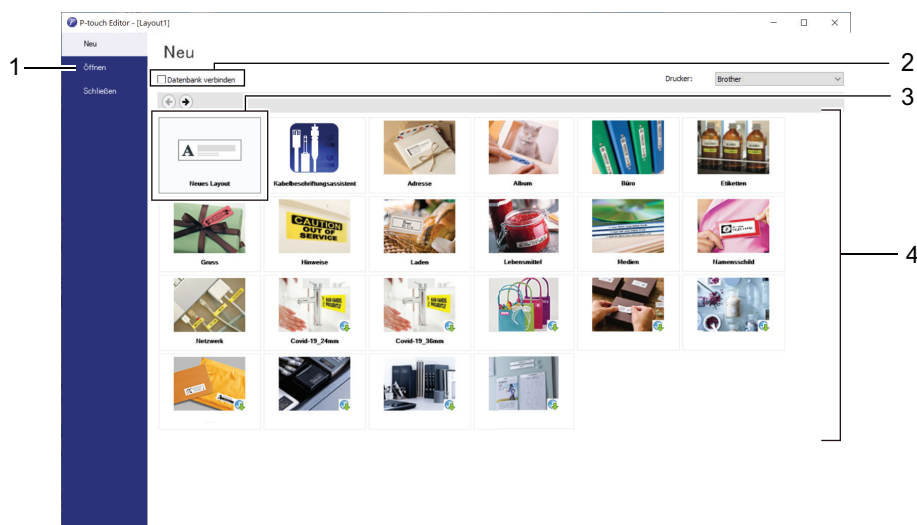 P-touch Editor - [Layout1]
Neu
Öffnen
Schließen
Neu
Datenbank verbinden
Drucker:
Brother
1
2
3
4
A
Neues Layout
Kabelbeschriftungsassistent
Adresse
Album
Büro
Etiketten
CAUTION
OUT OF
SERVICE
Gruss
Hinweise
Laden
Lebensmittel
Medien
Namensschild
Netzwerk
Covid-19_24mm
Covid-19_36mm